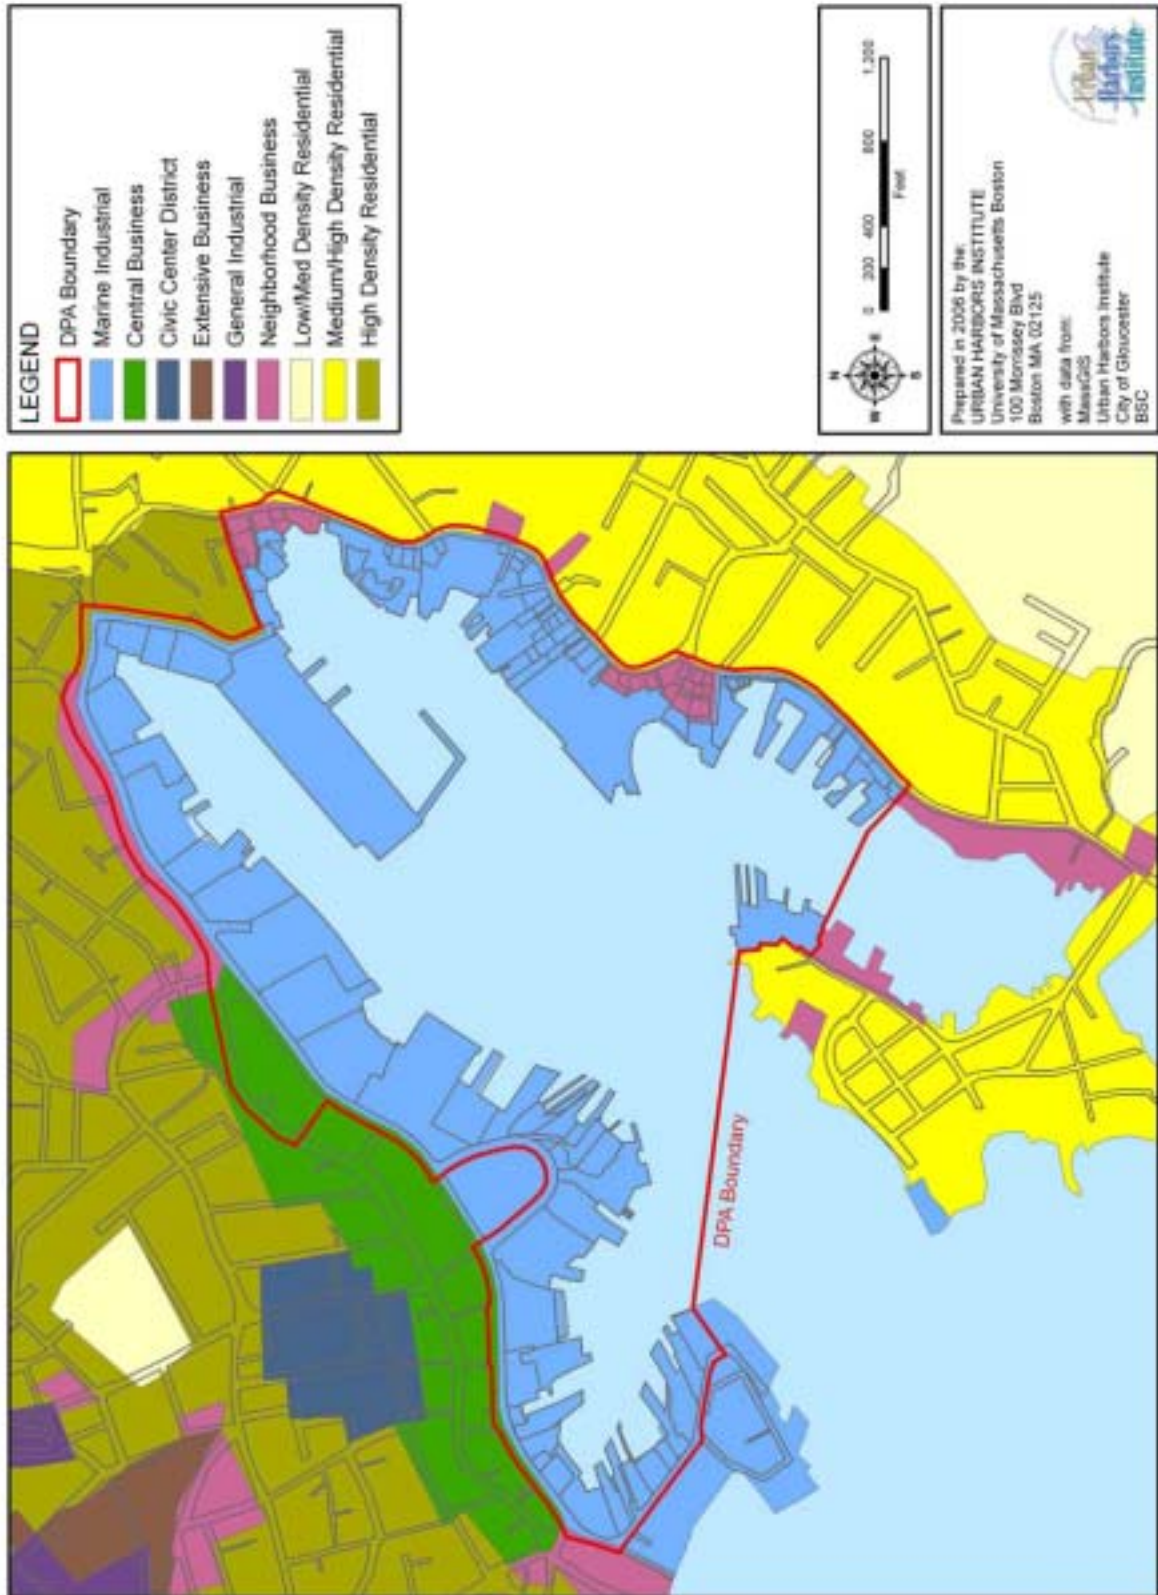 LEGEND
DPA Boundary
Marine Industrial
Central Business
Civic Center District
Extensive Business
General Industrial
Neighborhood Business
Low/Med Density Residential
Medium/High Density Residential
High Density Residential
N
W
E
S
0 200 400 800 1,200
Feet
Prepared in 2006 by the:
URBAN HARBORS INSTITUTE
University of Massachusetts Boston
100 Morrissey Blvd
Boston MA 02125
with data from:
MassGIS
Urban Harbors Institute
City of Gloucester
BSC
Urban
Harbors
Institute
DPA Boundary